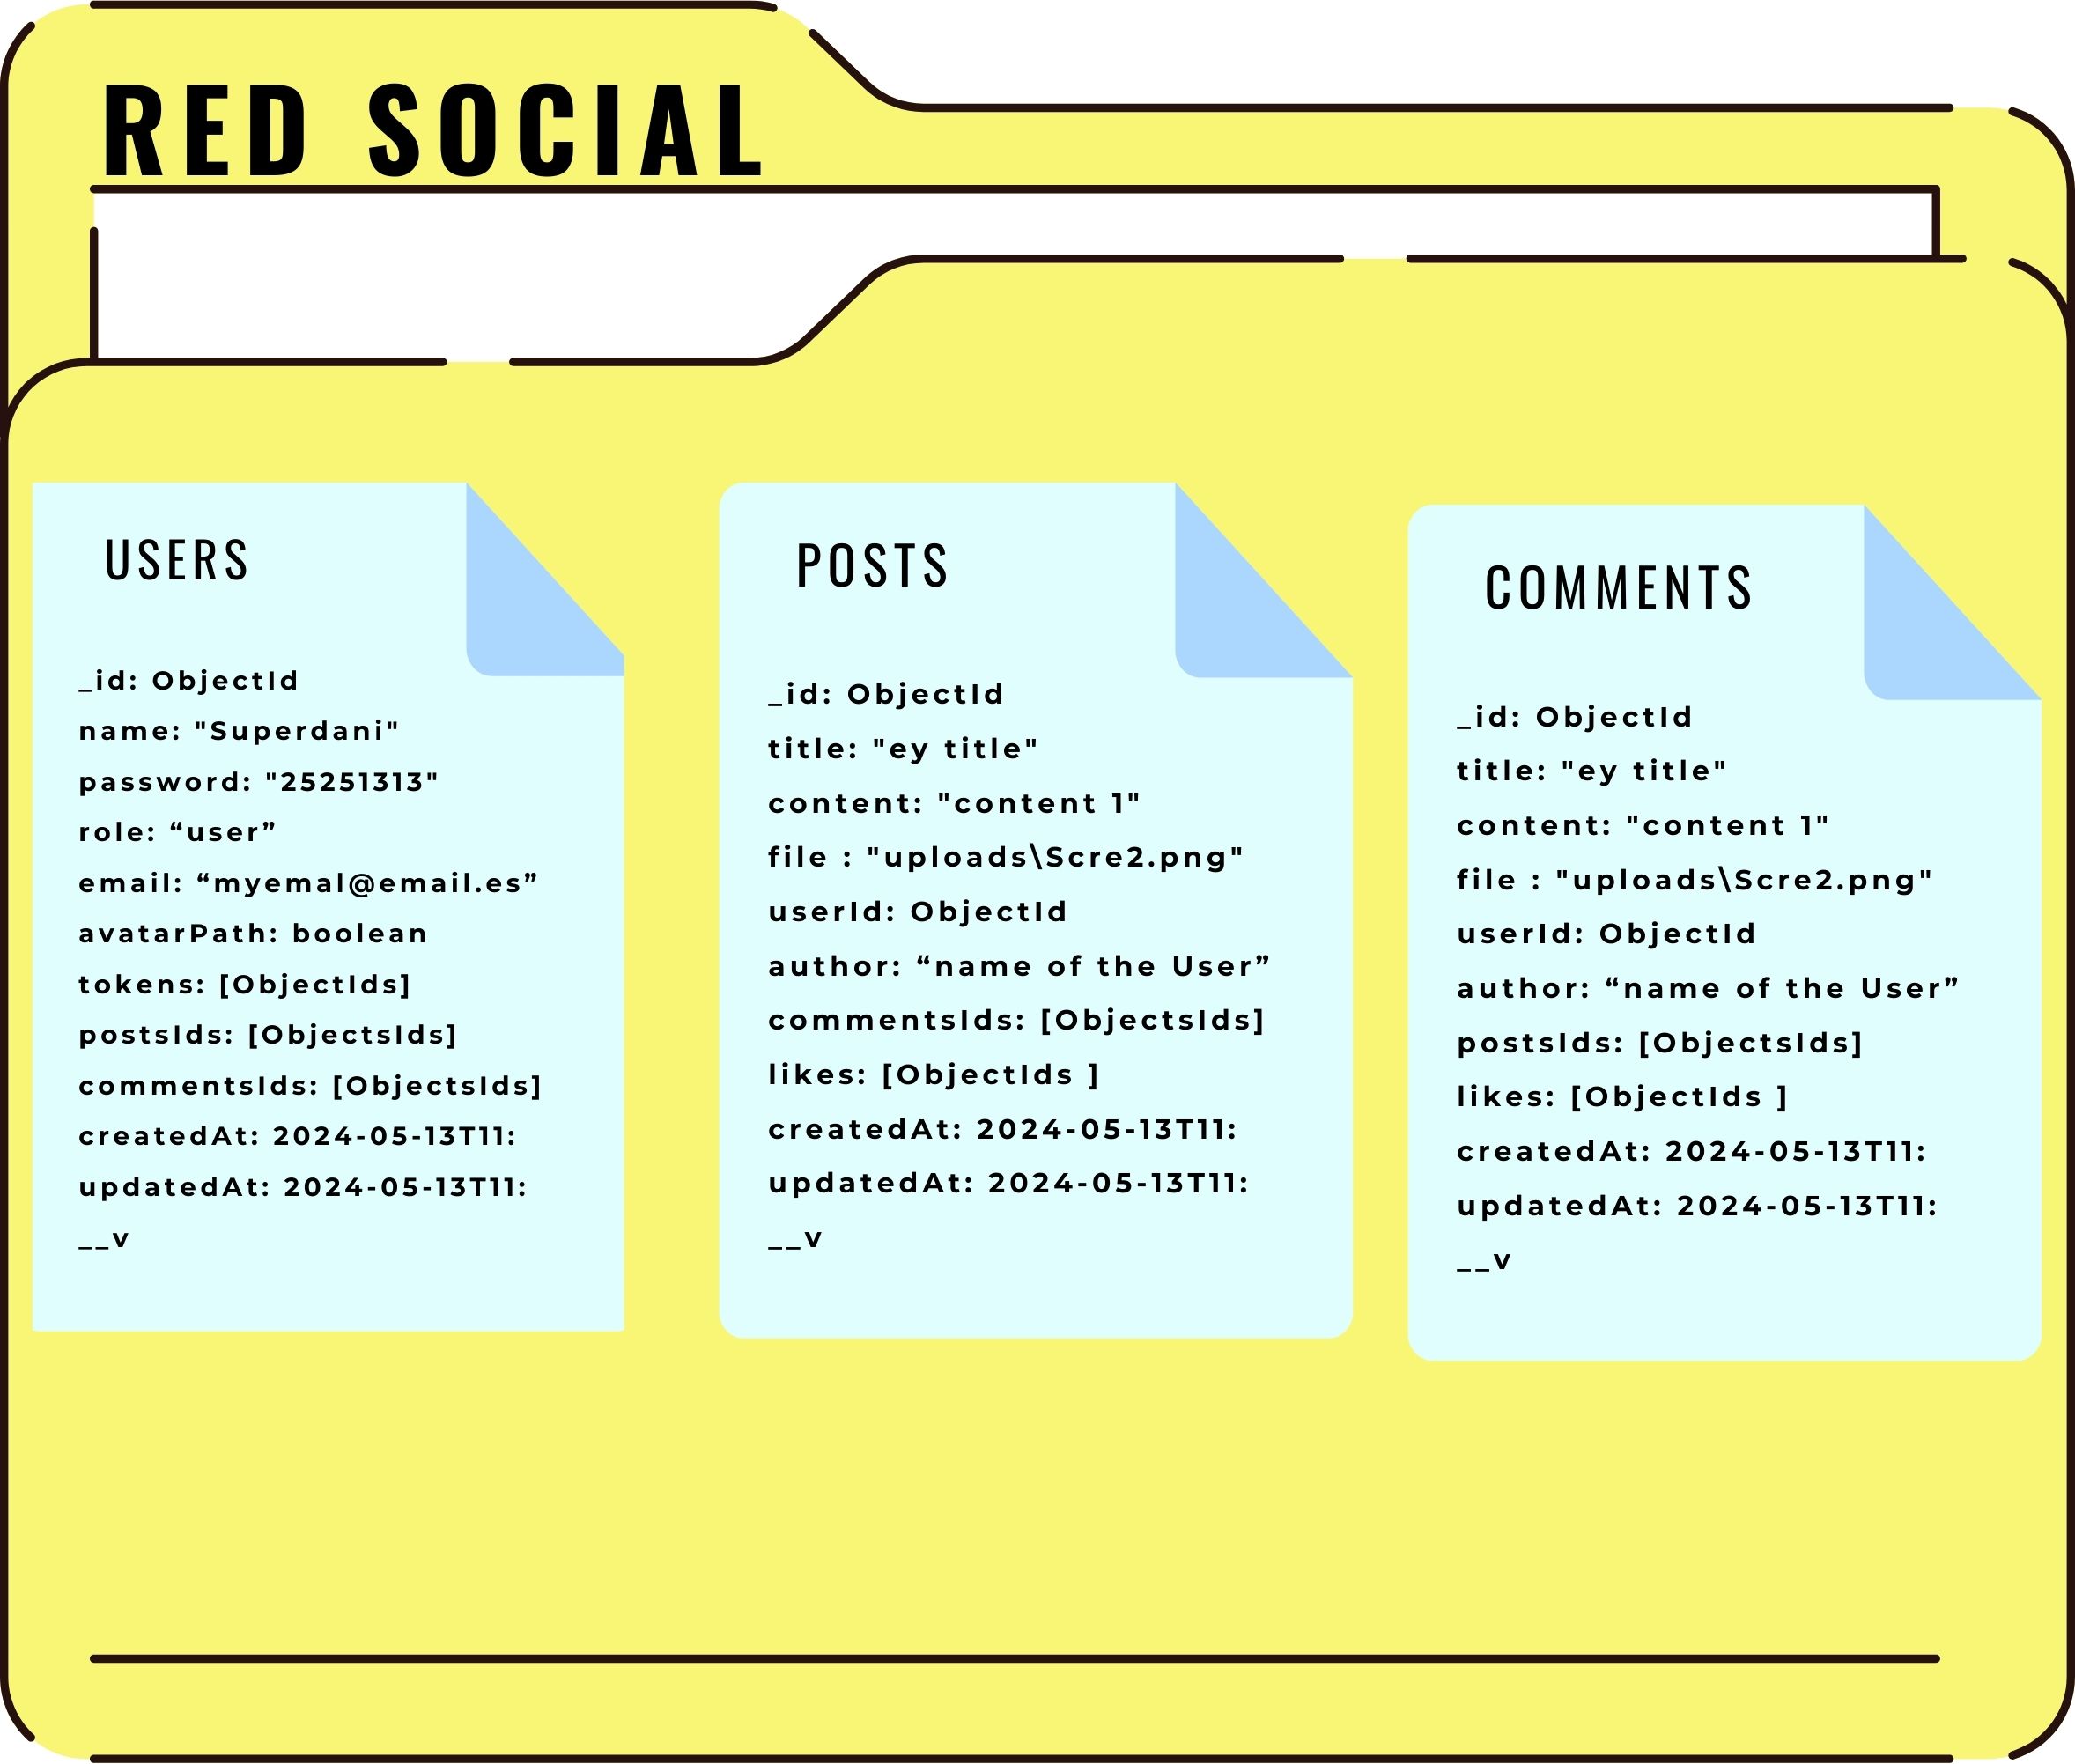 RED SOCIAL
USERS
_id: ObjectId
name: "Superdani"
password: "25251313"
role: “user”
email: “myemal@email.es”
avatarPath: boolean
tokens: [ObjectIds]
postsIds: [ObjectsIds]
commentsIds: [ObjectsIds]
createdAt: 2024-05-13T11:
updatedAt: 2024-05-13T11:
__v
POSTS
_id: ObjectId
title: "ey title"
content: "content 1"
file : "uploads\Scre2.png"
userId: ObjectId
author: “name of the User”
commentsIds: [ObjectsIds]
likes: [ObjectIds ]
createdAt: 2024-05-13T11:
updatedAt: 2024-05-13T11:
__v
COMMENTS
_id: ObjectId
title: "ey title"
content: "content 1"
file : "uploads\Scre2.png"
userId: ObjectId
author: “name of the User”
postsIds: [ObjectsIds]
likes: [ObjectIds ]
createdAt: 2024-05-13T11:
updatedAt: 2024-05-13T11:
__v